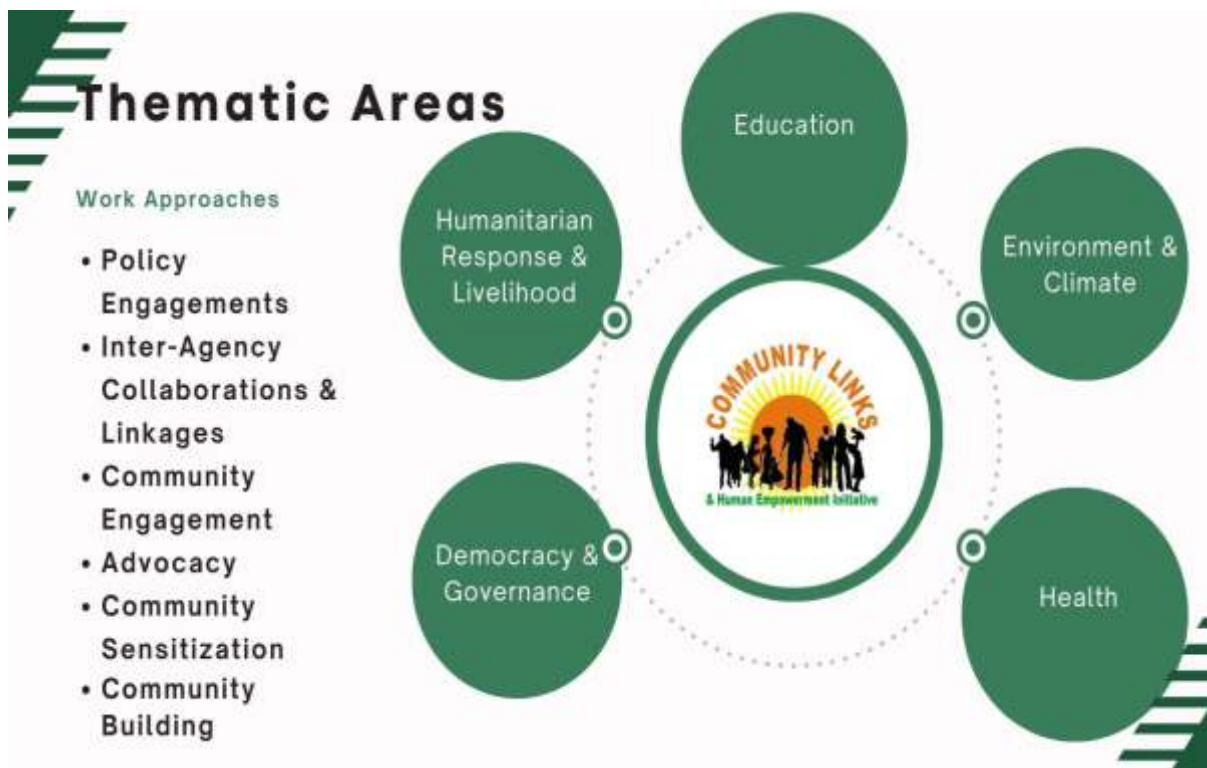 Thematic Areas
Work Approaches
• Policy
Engagements
• Inter-Agency
Collaborations &
Linkages
• Community
Engagement
• Advocacy
• Community
Sensitization
• Community
Building
Education
Humanitarian
Response &
Livelihood
Environment &
Climate
COMMUNITY LINKS
& Human Empowerment Initiative
Democracy &
Governance
Health